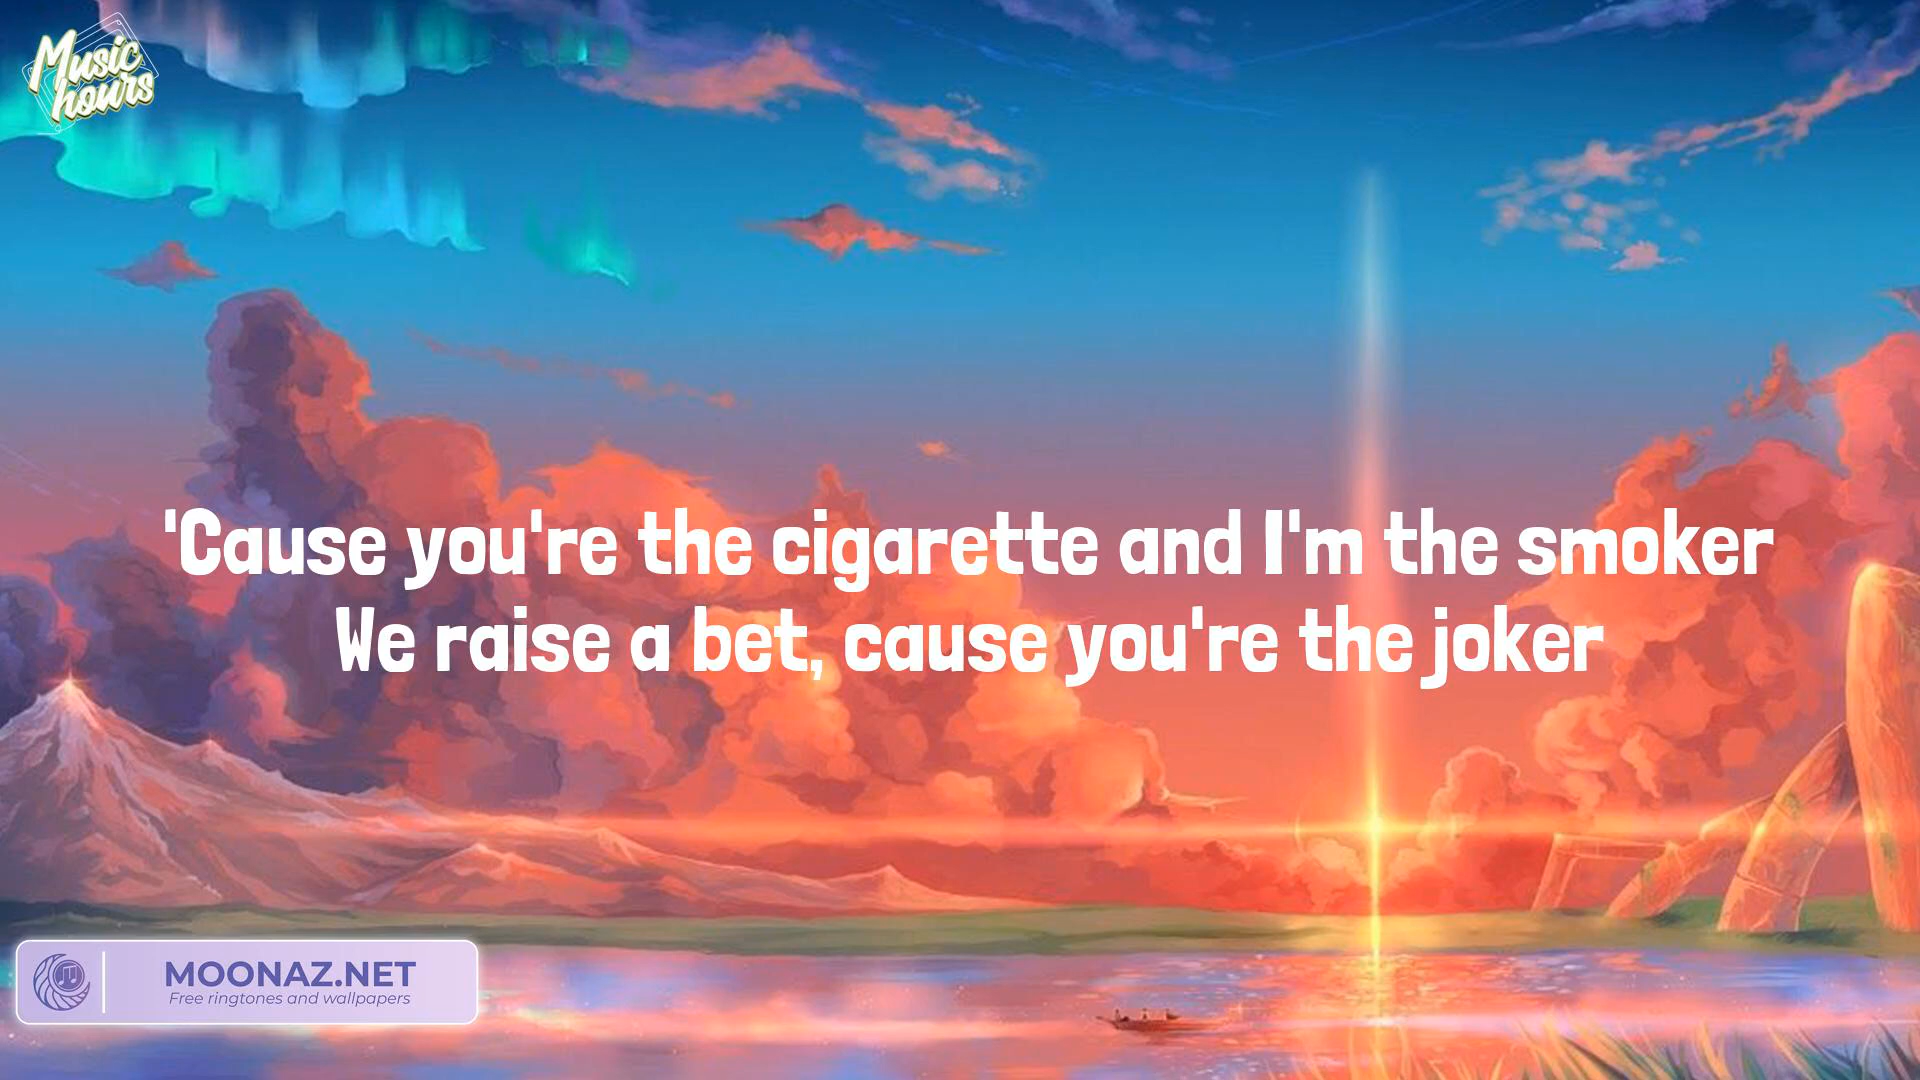 Music
hours
'Cause you're the cigarette and I'm the smoker
We raise a bet, cause you're the joker
MOONAZ.NET
Free ringtones and wallpapers